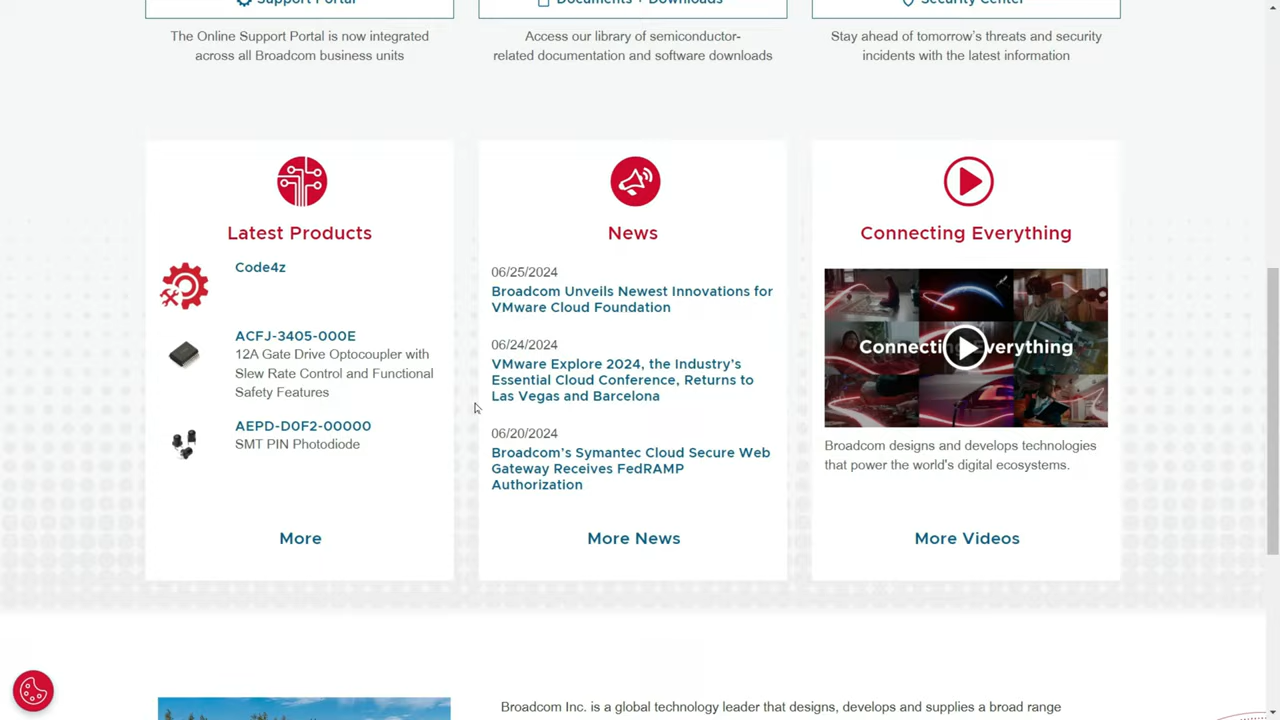 Support Portal
Documents + Downloads
Security Center
The Online Support Portal is now integrated
across all Broadcom business units
Access our library of semiconductor-
related documentation and software downloads
Stay ahead of tomorrow's threats and security
incidents with the latest information
Latest Products
Code4z
ACFJ-3405-000E
12A Gate Drive Optocoupler with
Slew Rate Control and Functional
Safety Features
AEPD-D0F2-00000
SMT PIN Photodiode
More
News
06/25/2024
Broadcom Unveils Newest Innovations for
VMware Cloud Foundation
06/24/2024
VMware Explore 2024, the Industry's
Essential Cloud Conference, Returns to
Las Vegas and Barcelona
06/20/2024
Broadcom's Symantec Cloud Secure Web
Gateway Receives FedRAMP
Authorization
More News
Connecting Everything
Connecting Everything
Broadcom designs and develops technologies
that power the world's digital ecosystems.
More Videos
Broadcom Inc. is a global technology leader that designs, develops and supplies a broad range